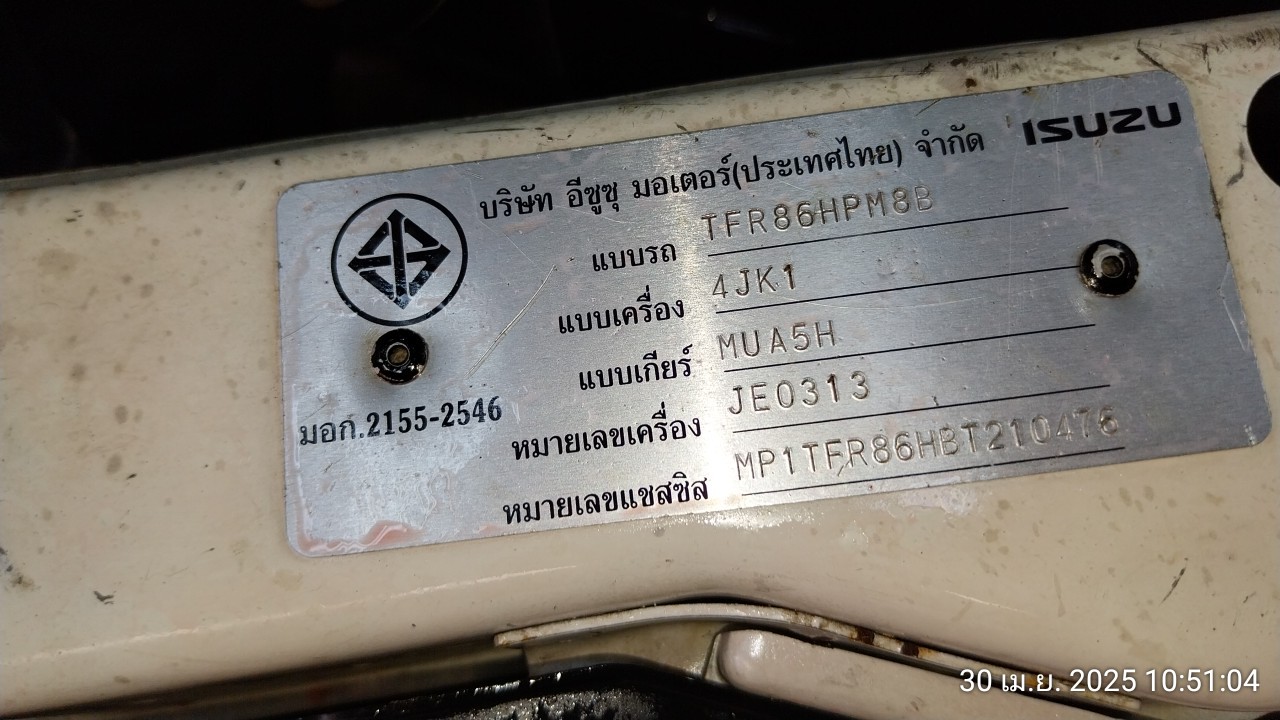 ISUZU
บริษัท อีซูซุ มอเตอร์(ประเทศไทย) จำกัด
แบบรถ TFR86HPM8B
แบบเครื่อง 4JK1
แบบเกียร์ MUA5H
หมายเลขเครื่อง JE0313
หมายเลขแชสซิส MP1TFR86HBT210476
มอก.2155-2546
30 เม.ย. 2025 10:51:04